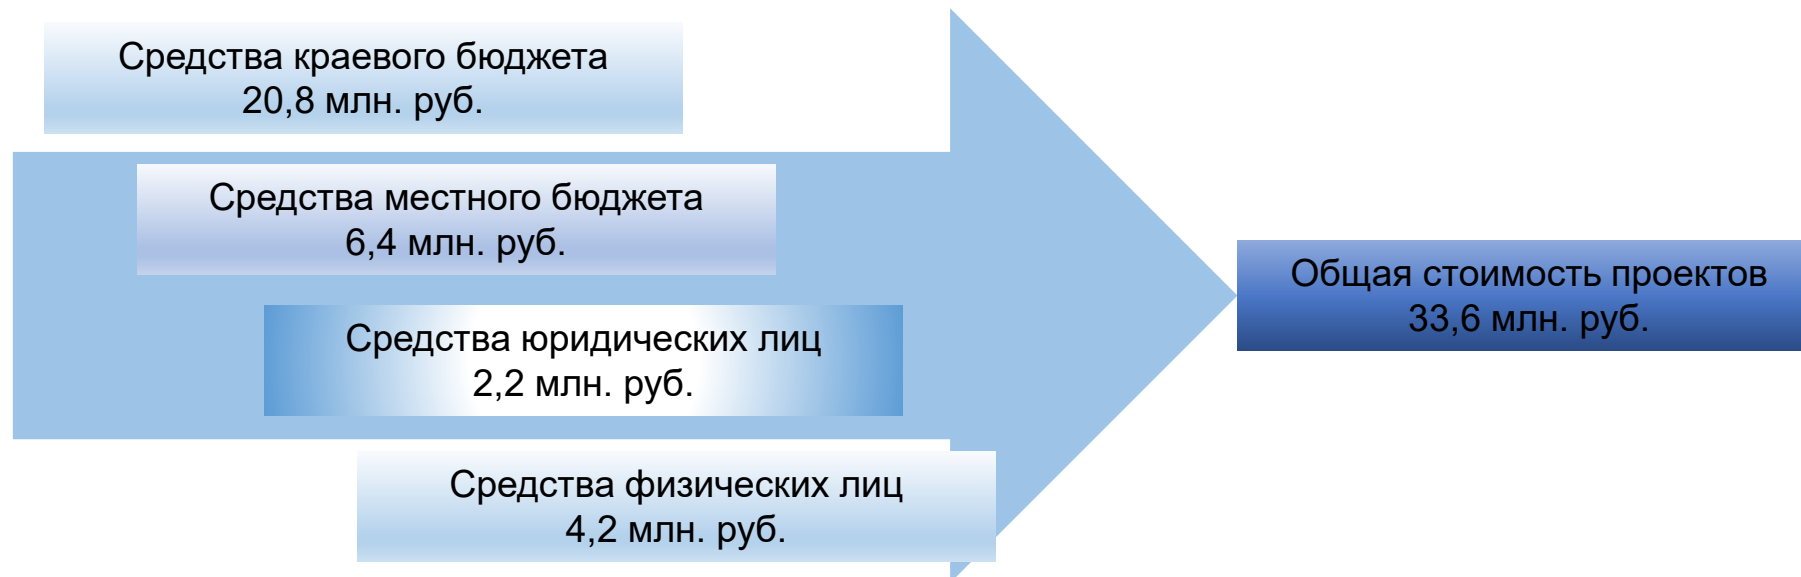 Средства краевого бюджета
20,8 млн. руб.
Средства местного бюджета
6,4 млн. руб.
Средства юридических лиц
2,2 млн. руб.
Средства физических лиц
4,2 млн. руб.
Общая стоимость проектов
33,6 млн. руб.